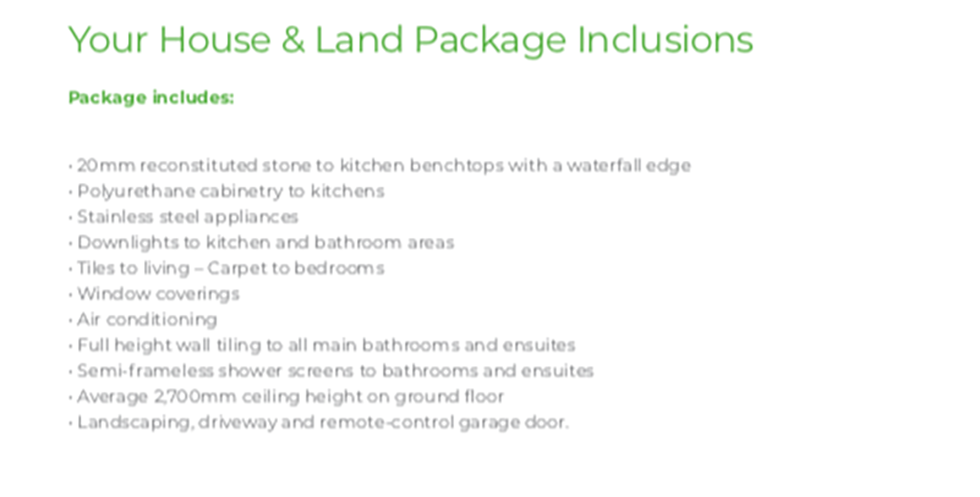 Your House & Land Package Inclusions
Package includes:
• 20mm reconstituted stone to kitchen benchtops with a waterfall edge
• Polyurethane cabinetry to kitchens
• Stainless steel appliances
• Downlights to kitchen and bathroom areas
• Tiles to living – Carpet to bedrooms
• Window coverings
• Air conditioning
• Full height wall tiling to all main bathrooms and ensuites
• Semi-frameless shower screens to bathrooms and ensuites
• Average 2,700mm ceiling height on ground floor
• Landscaping, driveway and remote-control garage door.